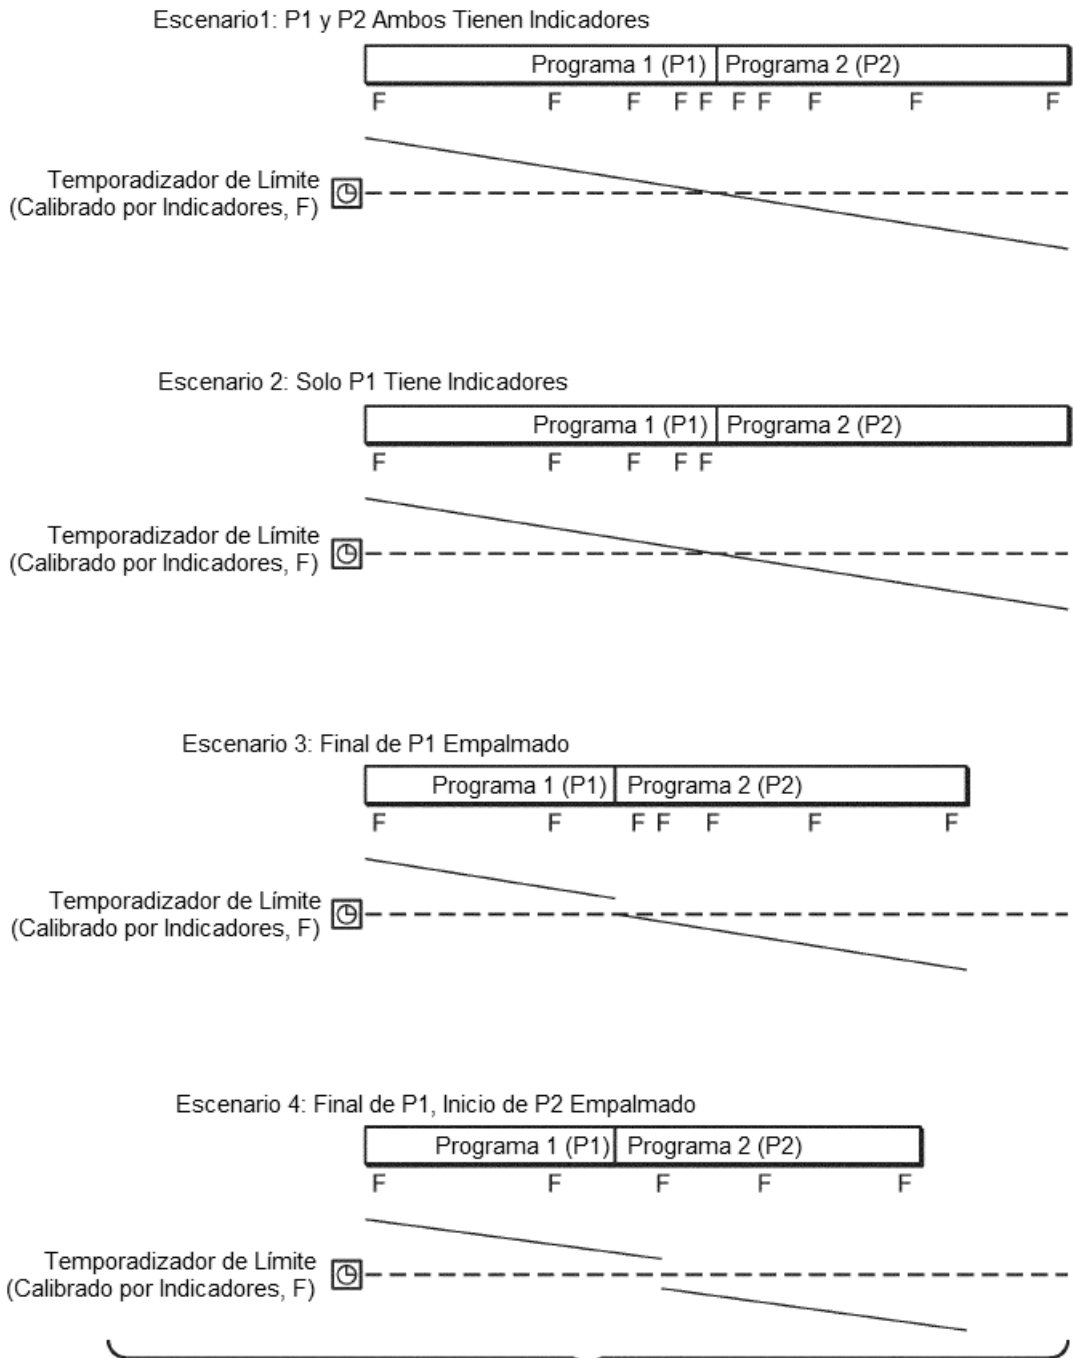 Escenario1: P1 y P2 Ambos Tienen Indicadores
Programa 1 (P1) Programa 2 (P2)
F F F F F F F F F F
Temporadizador de Límite
(Calibrado por Indicadores, F)
Escenario 2: Solo P1 Tiene Indicadores
Programa 1 (P1) Programa 2 (P2)
F F F F F
Temporadizador de Límite
(Calibrado por Indicadores, F)
Escenario 3: Final de P1 Empalmado
Programa 1 (P1) Programa 2 (P2)
F F F F F F F
Temporadizador de Límite
(Calibrado por Indicadores, F)
Escenario 4: Final de P1, Inicio de P2 Empalmado
Programa 1 (P1) Programa 2 (P2)
F F F F F
Temporadizador de Límite
(Calibrado por Indicadores, F)